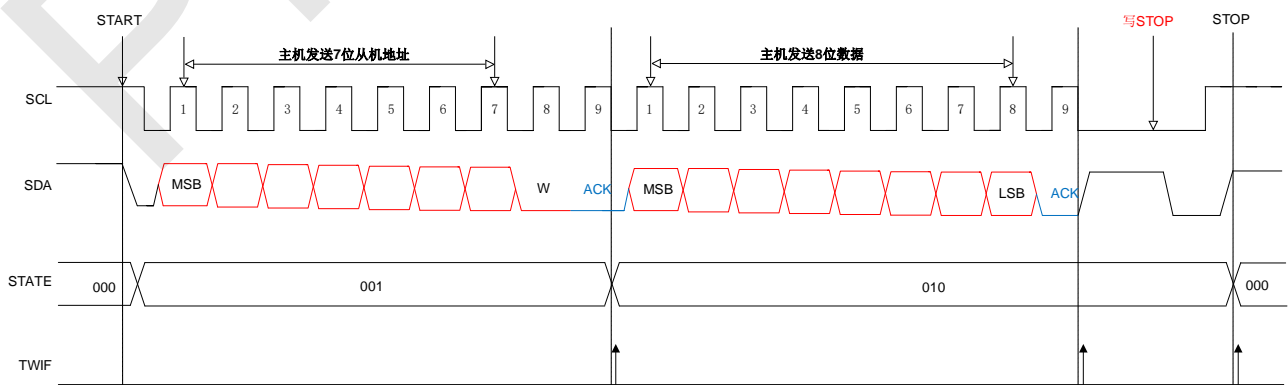 START 写STOP STOP
主机发送7位从机地址 主机发送8位数据
SCL 1 2 3 4 5 6 7 8 9 1 2 3 4 5 6 7 8 9
SDA MSB W ACK MSB LSB ACK
STATE 000 001 010 000
TWIF